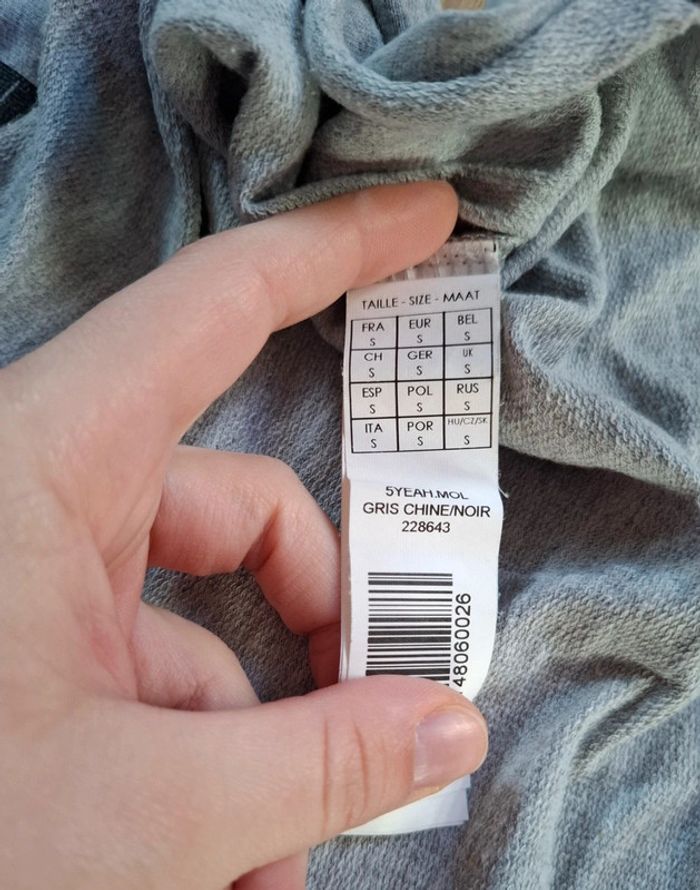 TAILLE - SIZE - MAAT
FRA EUR BEL
S S S
CH GER UK
S S S
ESP POL RUS
S S S
ITA POR HU/CZ/SK
S S S
5YEAH.MOL
GRIS CHINE/NOIR
228643
48060026